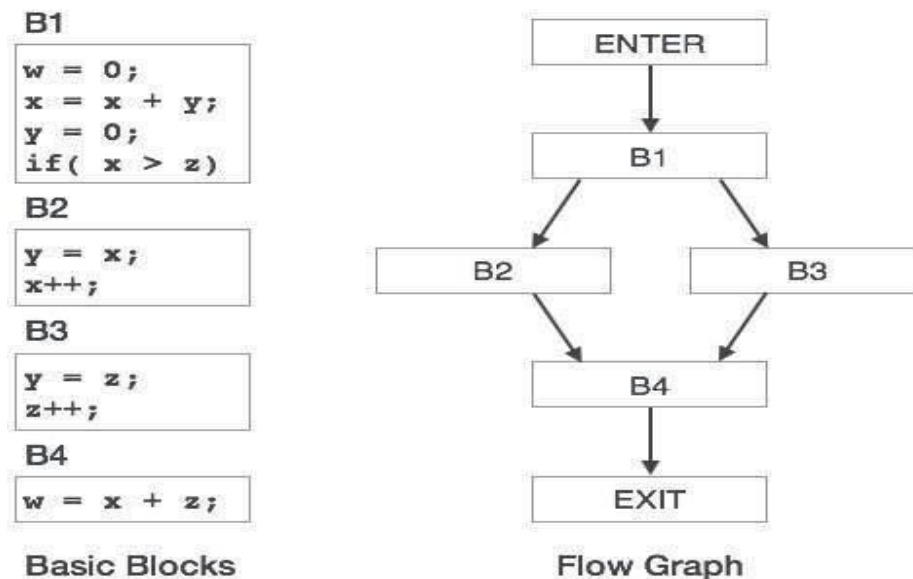 B1
w = 0;
x = x + y;
y = 0;
if( x > z)
B2
y = x;
x++;
B3
y = z;
z++;
B4
w = x + z;
Basic Blocks
ENTER
B1
B2
B3
B4
EXIT
Flow Graph